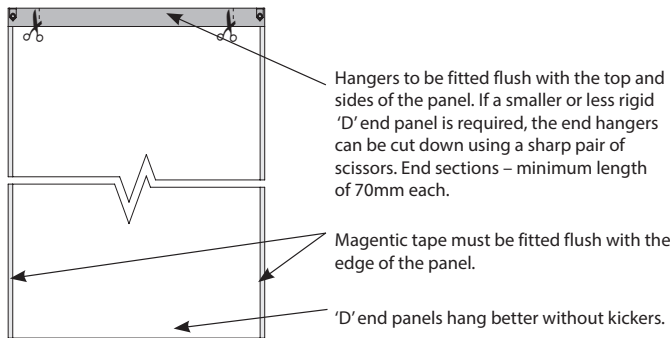 Hangers to be fitted flush with the top and
sides of the panel. If a smaller or less rigid
‘D’ end panel is required, the end hangers
can be cut down using a sharp pair of
scissors. End sections – minimum length
of 70mm each.
Magentic tape must be fitted flush with the
edge of the panel.
‘D’ end panels hang better without kickers.